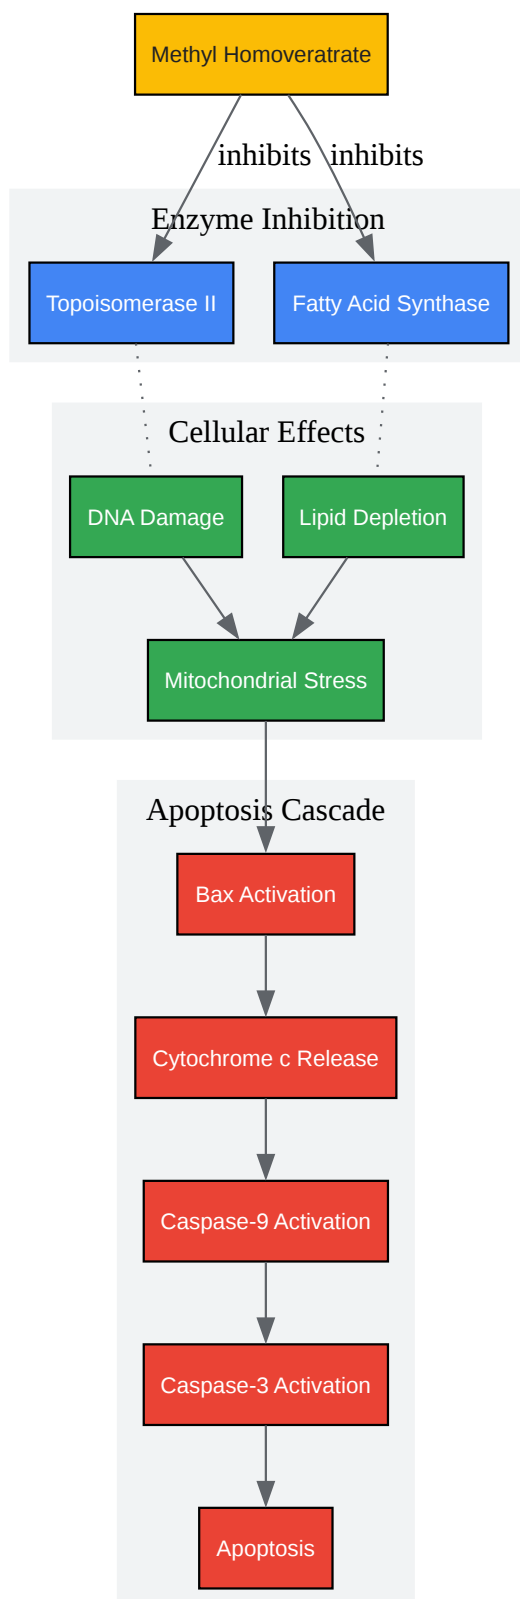 Methyl Homoveratrate
inhibits inhibits
Enzyme Inhibition
Topoisomerase II
Fatty Acid Synthase
Cellular Effects
DNA Damage
Lipid Depletion
Mitochondrial Stress
Apoptosis Cascade
Bax Activation
Cytochrome c Release
Caspase-9 Activation
Caspase-3 Activation
Apoptosis